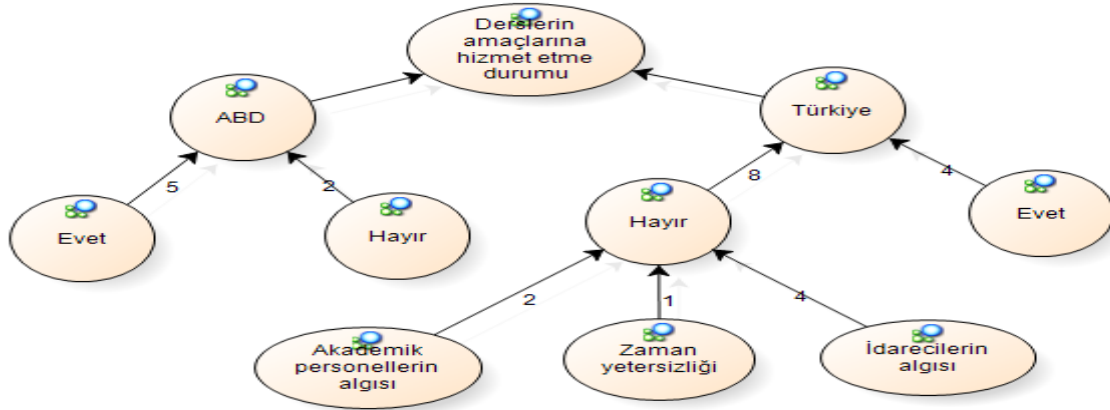 Derslerin
amaçlarına
hizmet etme
durumu
ABD
Türkiye
5
2
8
4
Evet
Hayır
Hayır
Evet
2
1
4
Akademik
personellerin
algısı
Zaman
yetersizliği
İdarecilerin
algısı